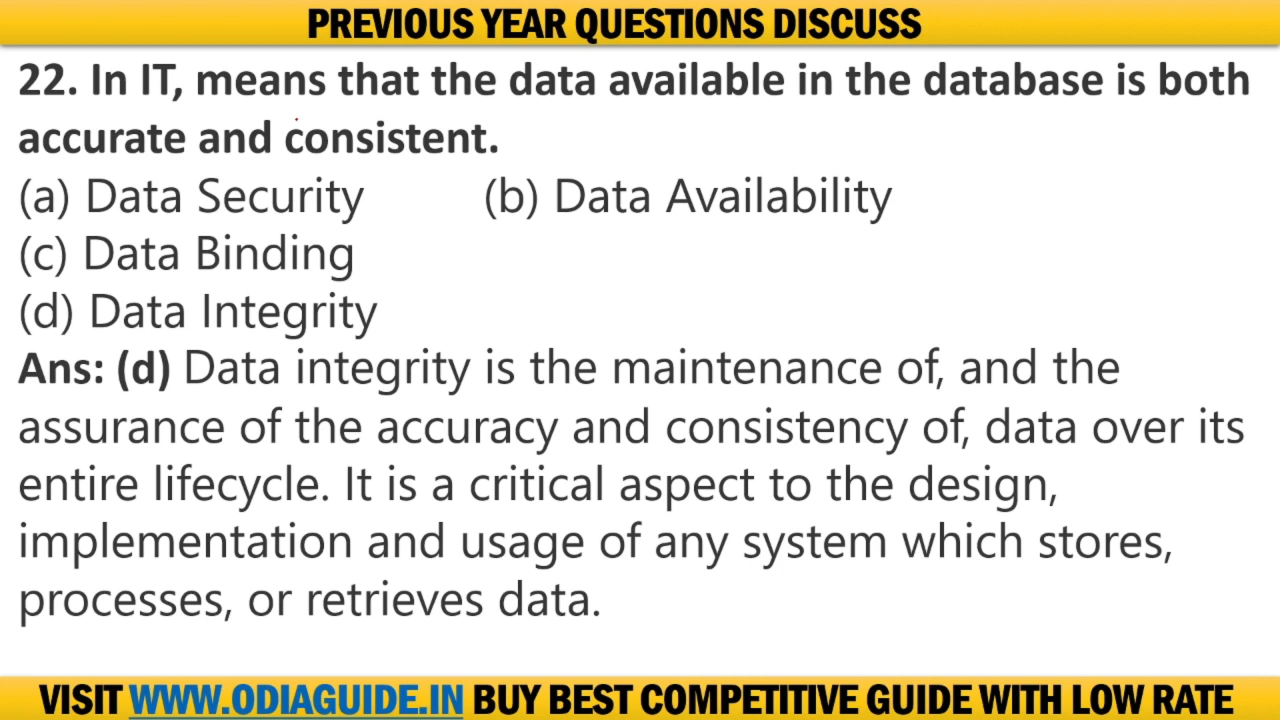 PREVIOUS YEAR QUESTIONS DISCUSS
22. In IT, means that the data available in the database is both
accurate and consistent.
(a) Data Security (b) Data Availability
(c) Data Binding
(d) Data Integrity
Ans: (d) Data integrity is the maintenance of, and the
assurance of the accuracy and consistency of, data over its
entire lifecycle. It is a critical aspect to the design,
implementation and usage of any system which stores,
processes, or retrieves data.
VISIT WWW.ODIAGUIDE.IN BUY BEST COMPETITIVE GUIDE WITH LOW RATE